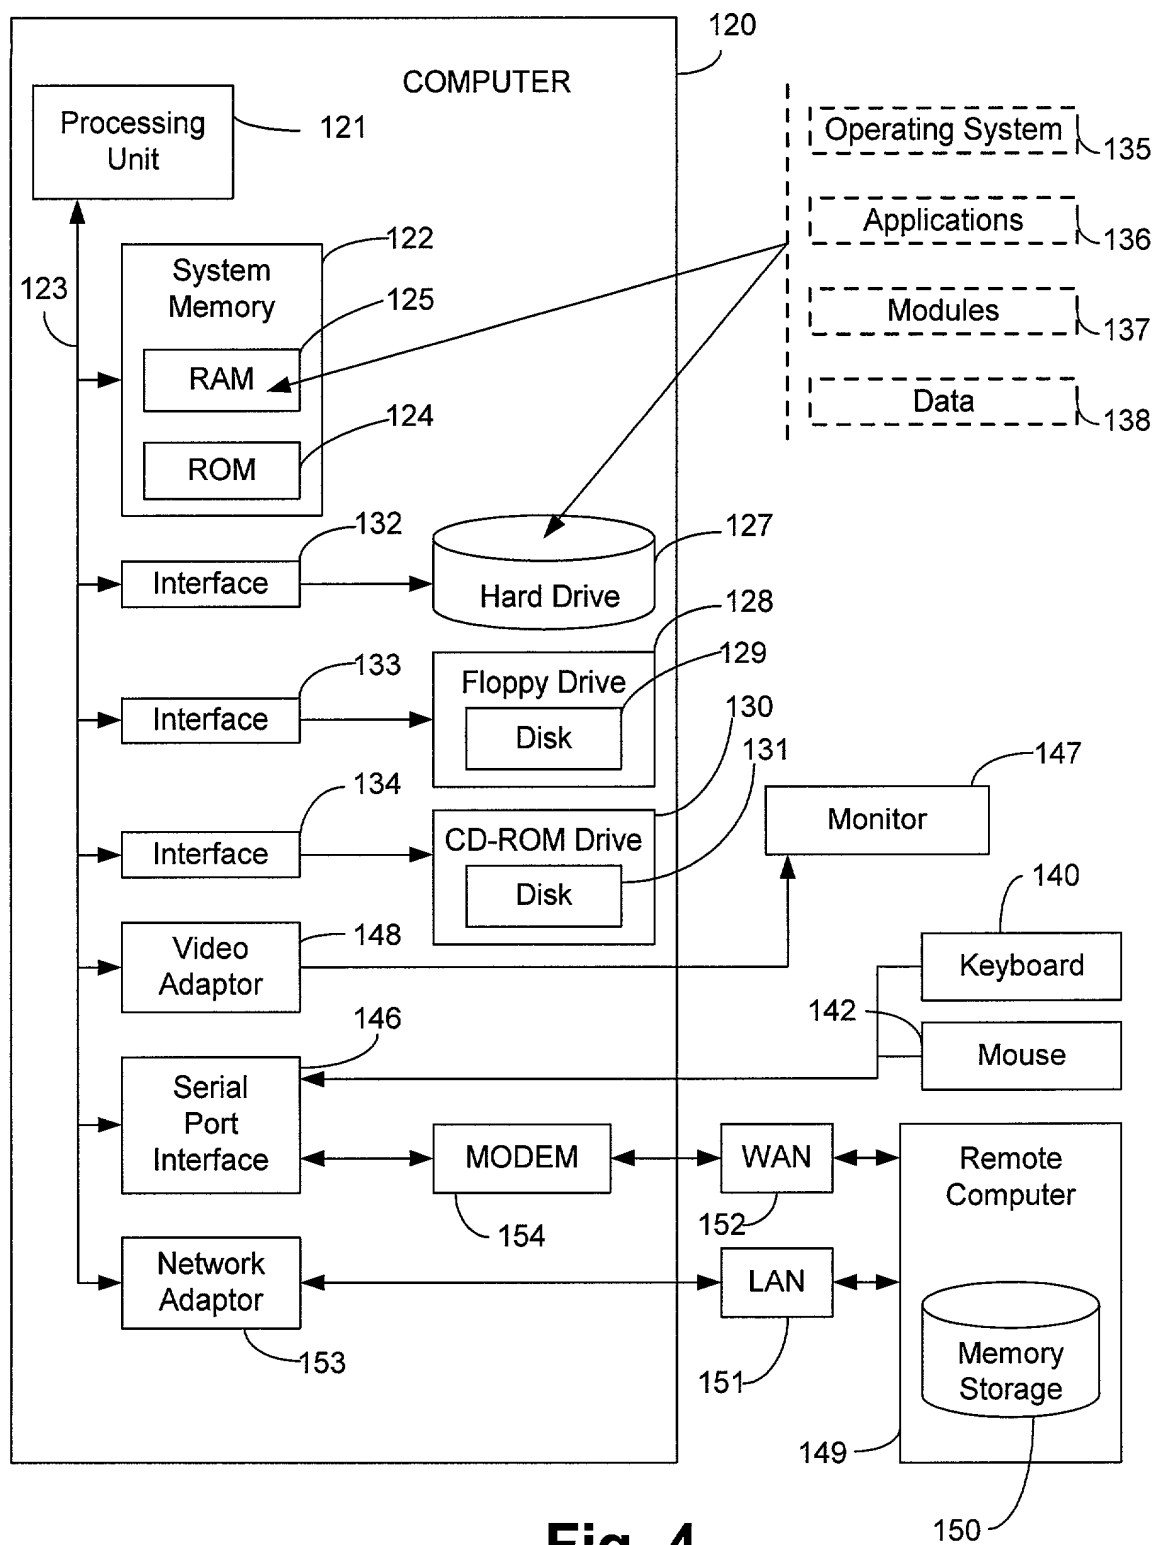 120
COMPUTER
Processing
Unit
121
Operating System
135
Applications
136
Modules
137
Data
138
122
System
Memory
123
125
RAM
124
ROM
132
Interface
127
Hard Drive
128
133
Interface
129
Floppy Drive
Disk
130
131
134
Interface
CD-ROM Drive
Disk
147
Monitor
140
Keyboard
148
Video
Adaptor
142
Mouse
146
Serial
Port
Interface
MODEM
154
WAN
152
Remote
Computer
Network
Adaptor
153
LAN
151
Memory
Storage
149
150
Fig. 4